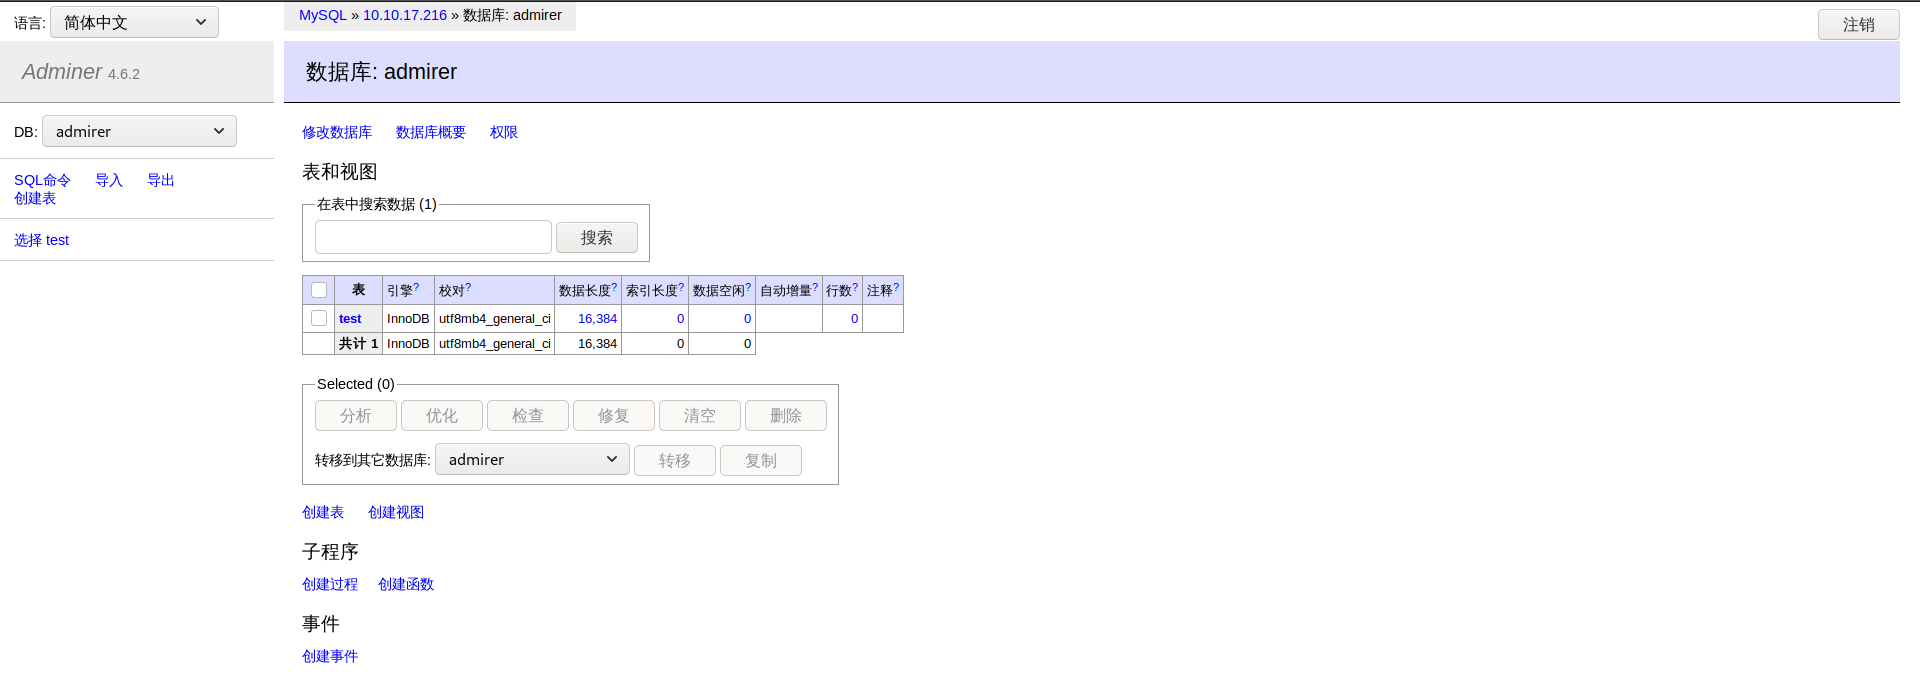 语言: 简体中文
MySQL » 10.10.17.216 » 数据库: admirer
注销
Adminer 4.6.2
数据库: admirer
DB: admirer
SQL命令 导入 导出
创建表
选择 test
修改数据库 数据库概要 权限
表和视图
在表中搜索数据 (1)
搜索
表 引擎? 校对? 数据长度? 索引长度? 数据空闲? 自动增量? 行数? 注释?
test InnoDB utf8mb4_general_ci 16,384 0 0 0
共计 1 InnoDB utf8mb4_general_ci 16,384 0 0
Selected (0)
分析 优化 检查 修复 清空 删除
转移到其它数据库: admirer 转移 复制
创建表 创建视图
子程序
创建过程 创建函数
事件
创建事件